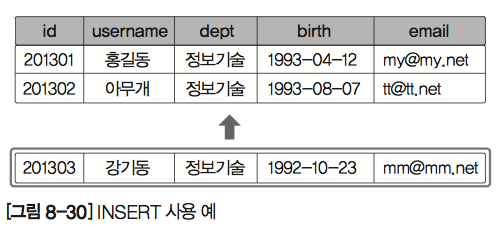 id username dept birth email
201301 홍길동 정보기술 1993-04-12 my@my.net
201302 아무개 정보기술 1993-08-07 tt@tt.net
201303 강기동 정보기술 1992-10-23 mm@mm.net
[그림 8-30] INSERT 사용 예